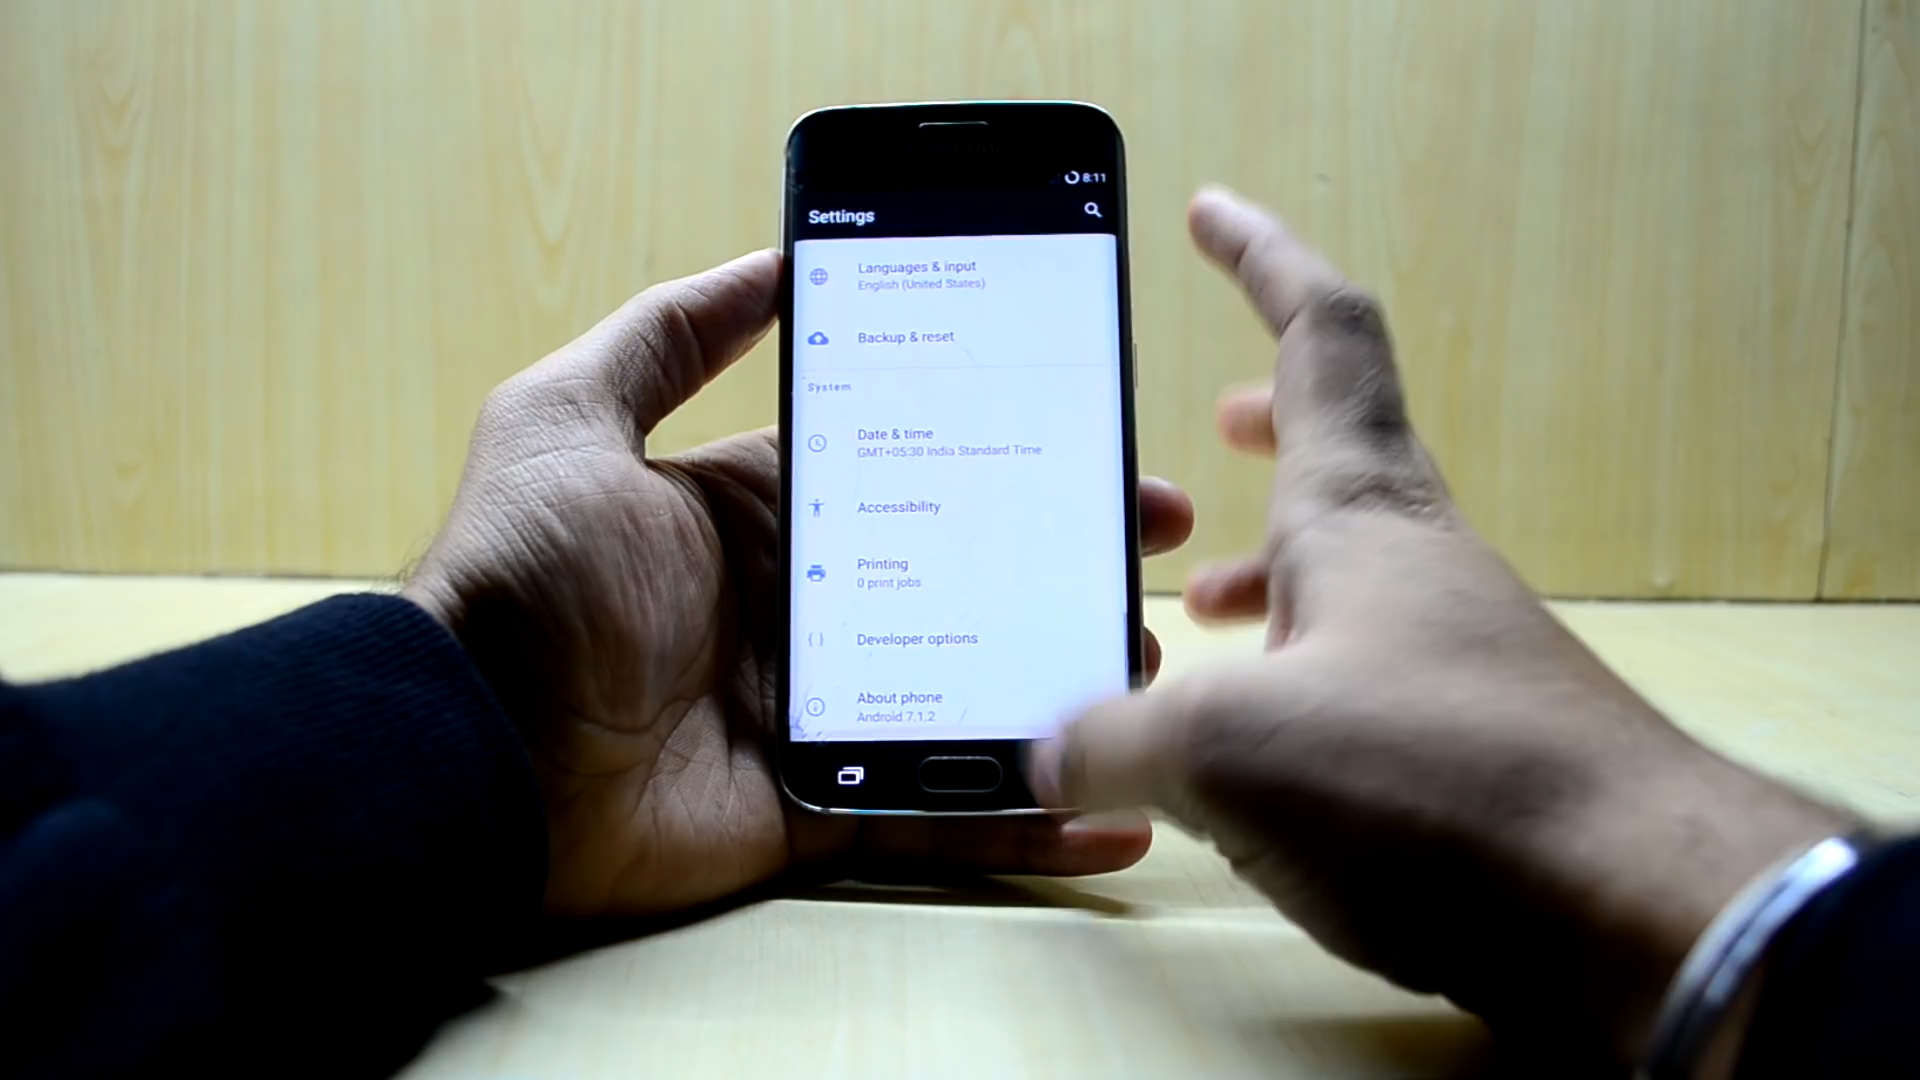 8:11
Settings
Languages & input
English (United States)
Backup & reset
System
Date & time
GMT+05:30 India Standard Time
Accessibility
Printing
0 print jobs
Developer options
About phone
Android 7.1.2